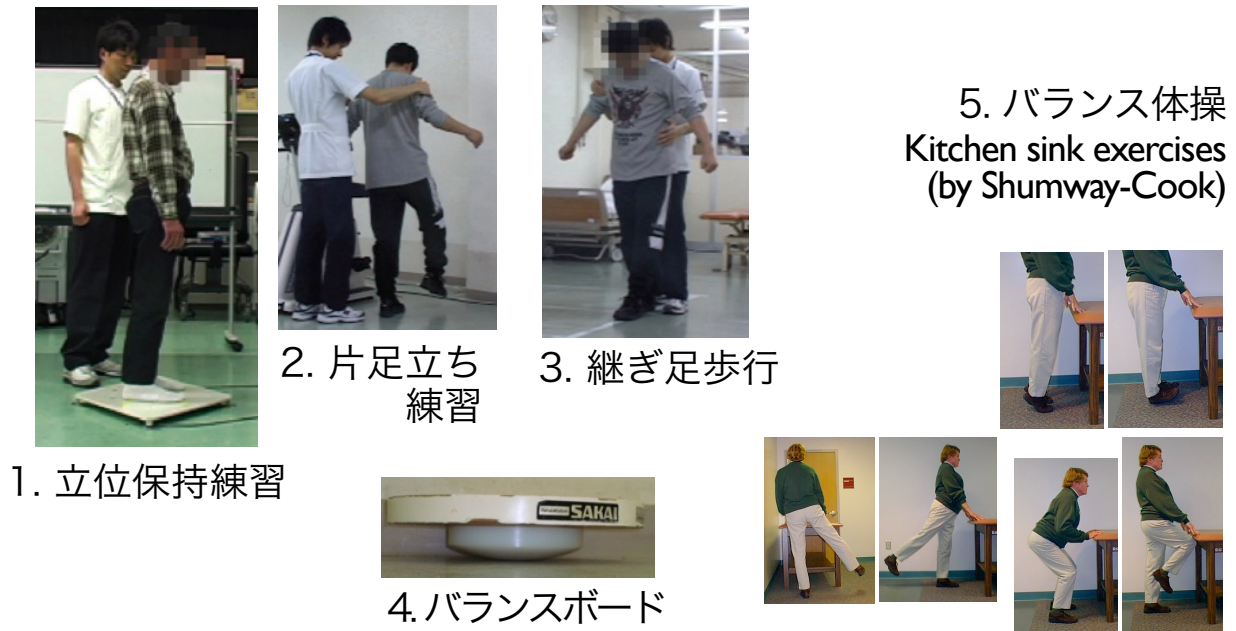 1. 立位保持練習
2. 片足立ち
練習
3. 継ぎ足歩行
SAKAI
4. バランスボード
5. バランス体操
Kitchen sink exercises
(by Shumway-Cook)